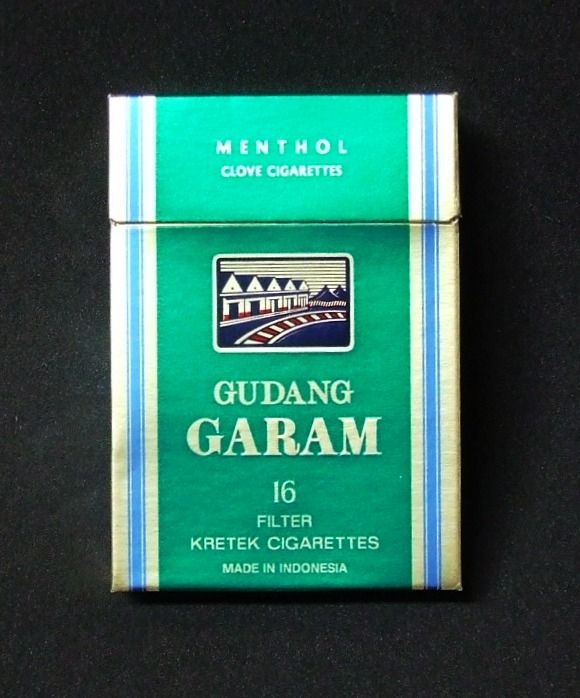 MENTHOL
CLOVE CIGARETTES
GUDANG
GARAM
16
FILTER
KRETEK CIGARETTES
MADE IN INDONESIA